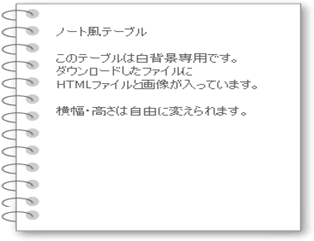 ノート風テーブル
このテーブルは白背景専用です。
ダウンロードしたファイルに
HTMLファイルと画像が入っています。
横幅・高さは自由に変えられます。